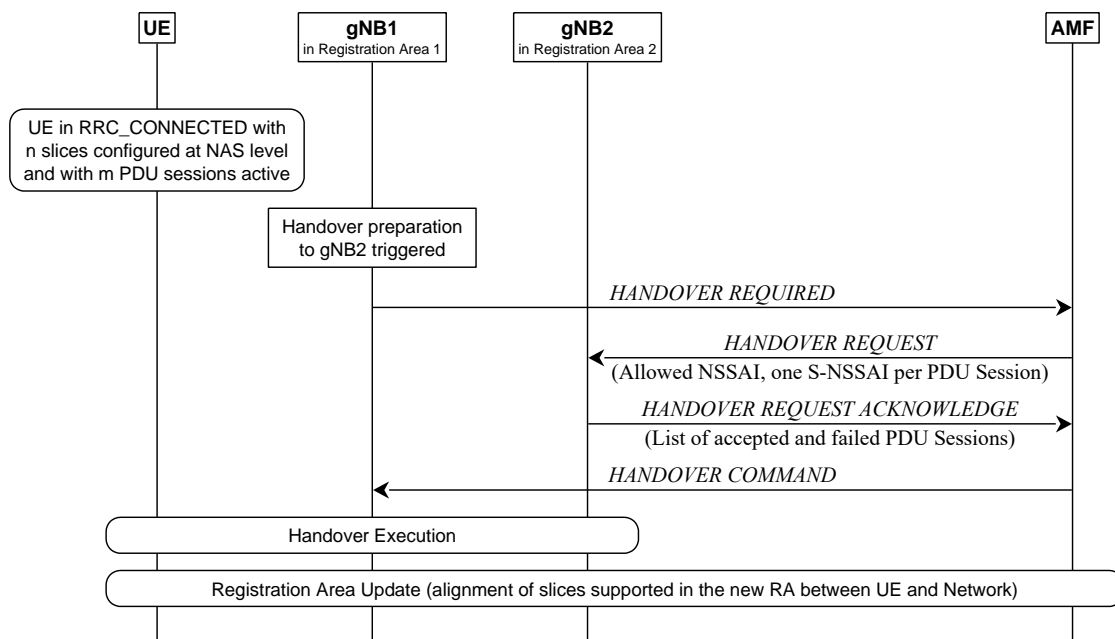 UE
gNB1
in Registration Area 1
gNB2
in Registration Area 2
AMF
UE in RRC_CONNECTED with
n slices configured at NAS level
and with m PDU sessions active
Handover preparation
to gNB2 triggered
HANDOVER REQUIRED
HANDOVER REQUEST
(Allowed NSSAI, one S-NSSAI per PDU Session)
HANDOVER REQUEST ACKNOWLEDGE
(List of accepted and failed PDU Sessions)
HANDOVER COMMAND
Handover Execution
Registration Area Update (alignment of slices supported in the new RA between UE and Network)